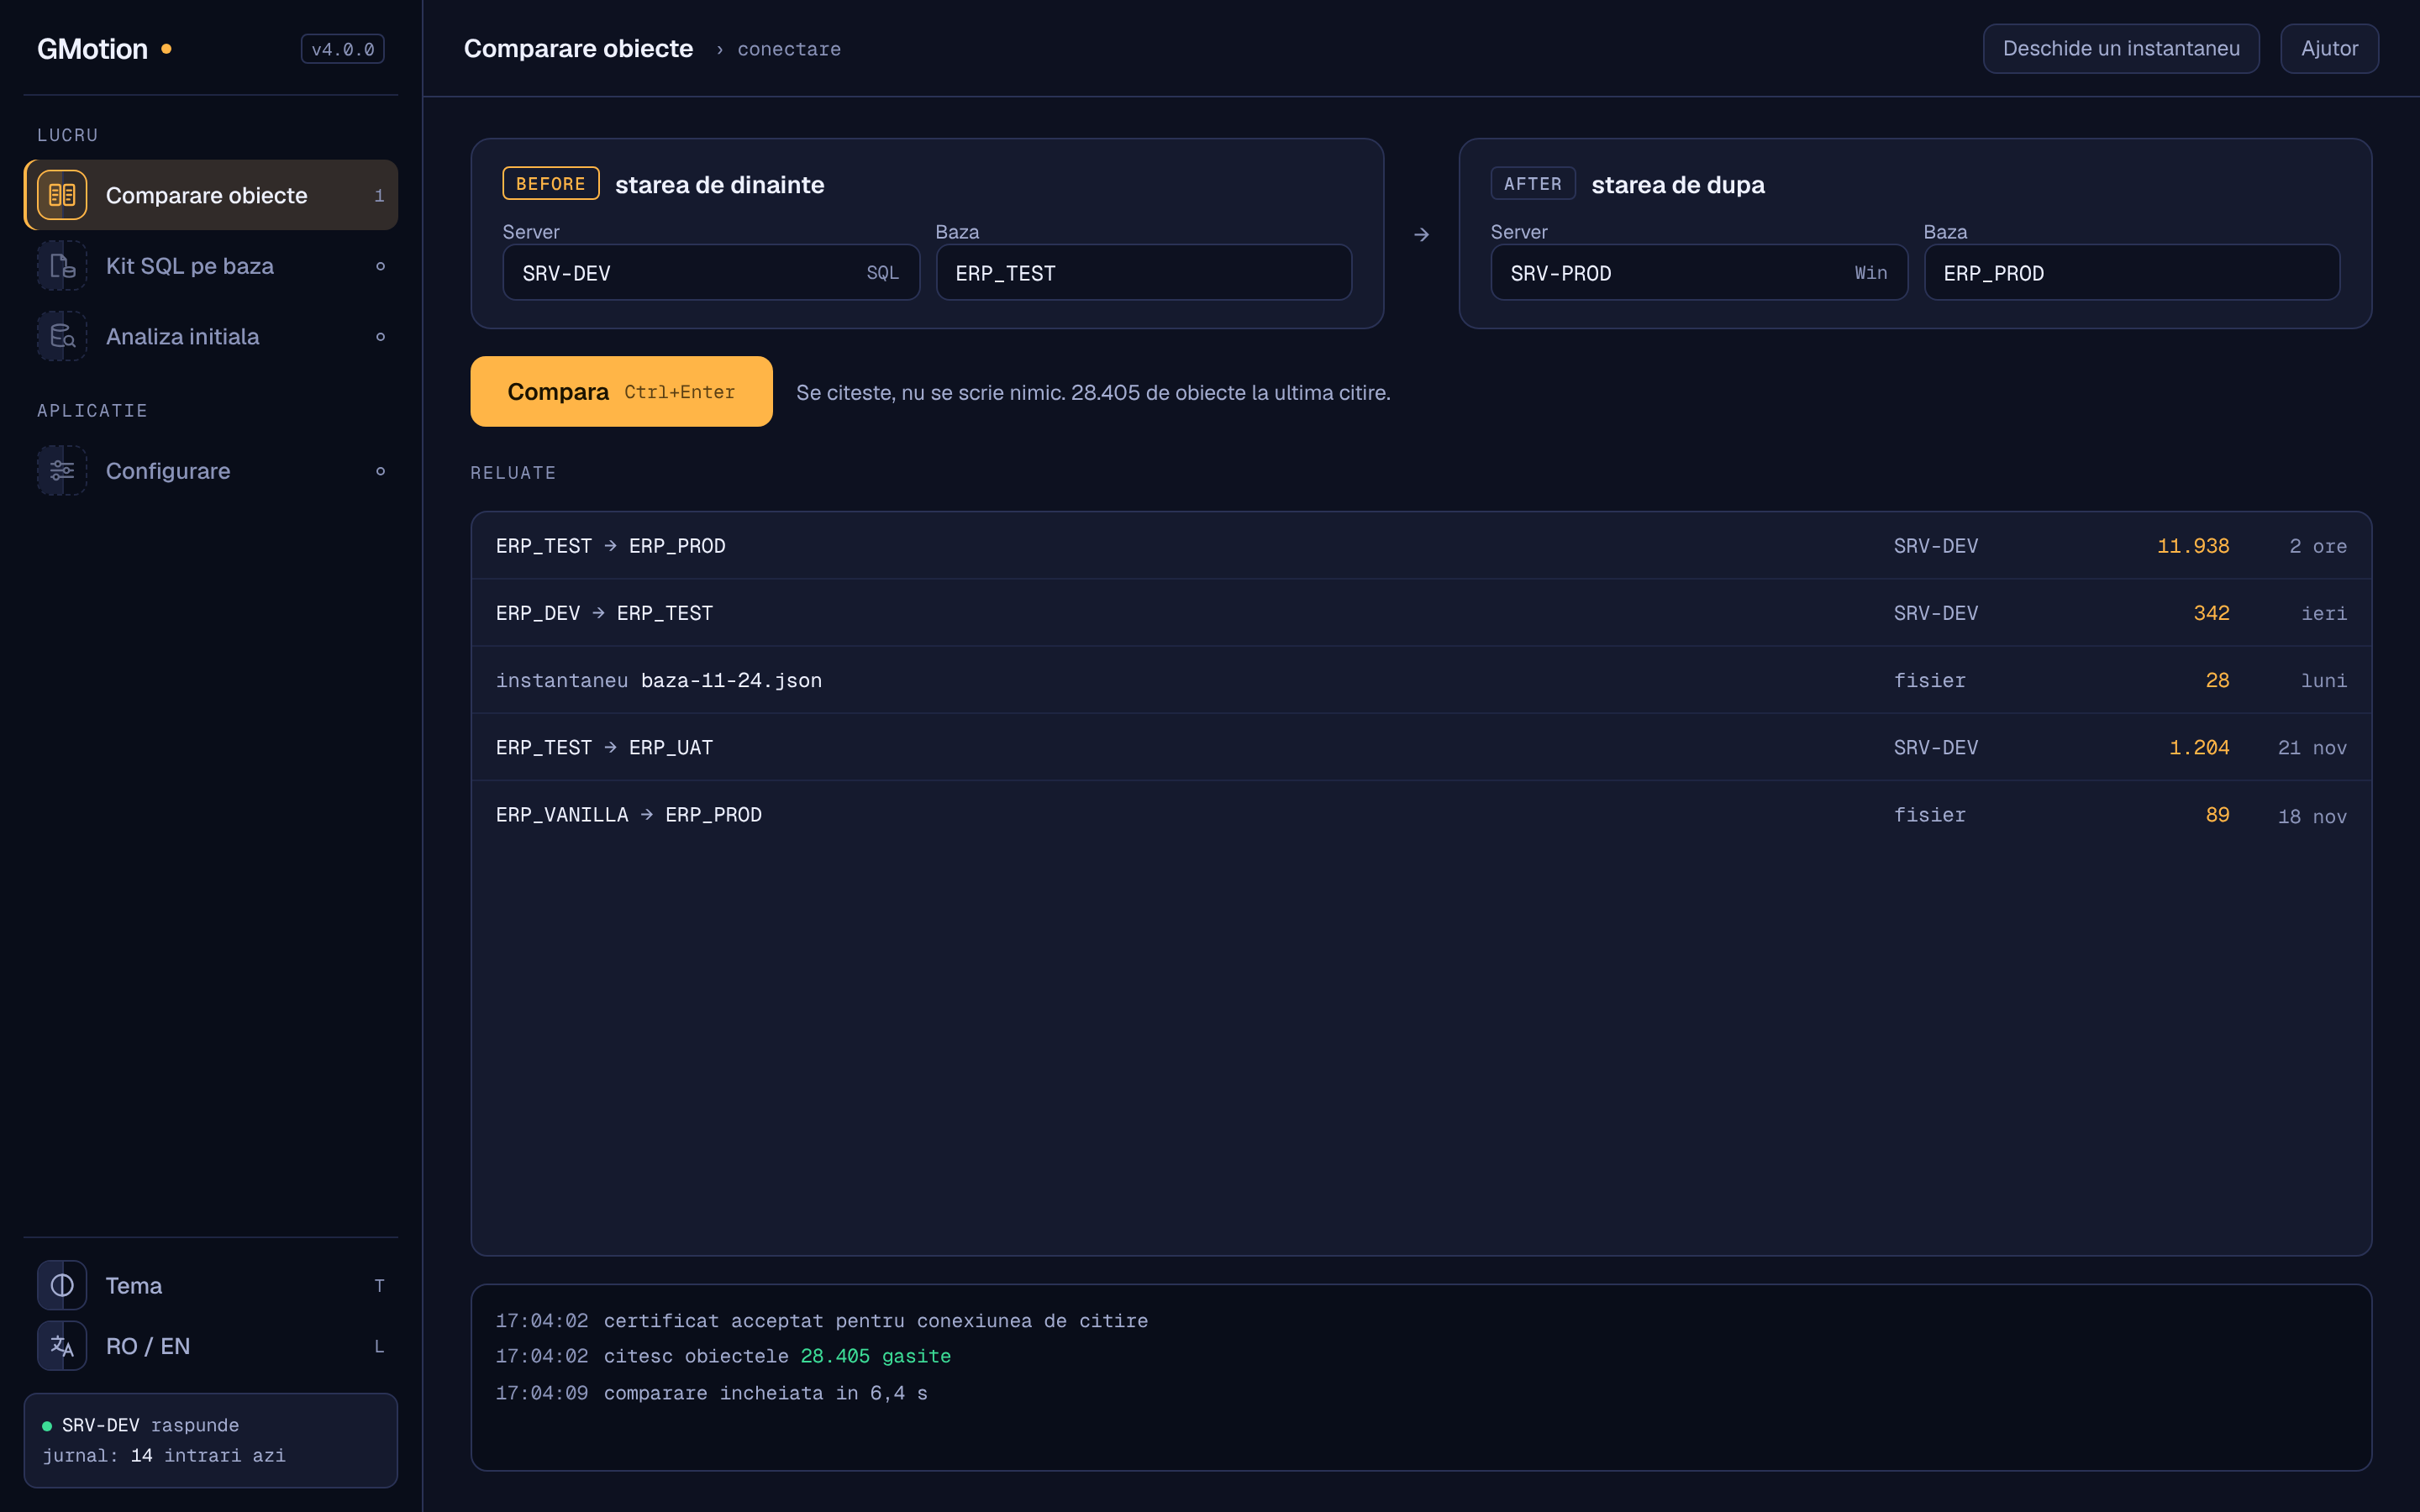 GMotion v4.0.0
LUCRU
Comparare obiecte 1
Kit SQL pe baza
Analiza initiala
APLICATIE
Configurare
Tema T
RO / EN L
SRV-DEV raspunde
jurnal: 14 intrari azi
Comparare obiecte › conectare
Deschide un instantaneu
Ajutor
BEFORE starea de dinainte
Server Baza
SRV-DEV SQL ERP_TEST
→
AFTER starea de dupa
Server Baza
SRV-PROD Win ERP_PROD
Compara Ctrl+Enter
Se citeste, nu se scrie nimic. 28.405 de obiecte la ultima citire.
RELUATE
ERP_TEST → ERP_PROD SRV-DEV 11.938 2 ore
ERP_DEV → ERP_TEST SRV-DEV 342 ieri
instantaneu baza-11-24.json fisier 28 luni
ERP_TEST → ERP_UAT SRV-DEV 1.204 21 nov
ERP_VANILLA → ERP_PROD fisier 89 18 nov
17:04:02 certificat acceptat pentru conexiunea de citire
17:04:02 citesc obiectele 28.405 gasite
17:04:09 comparare incheiata in 6,4 s